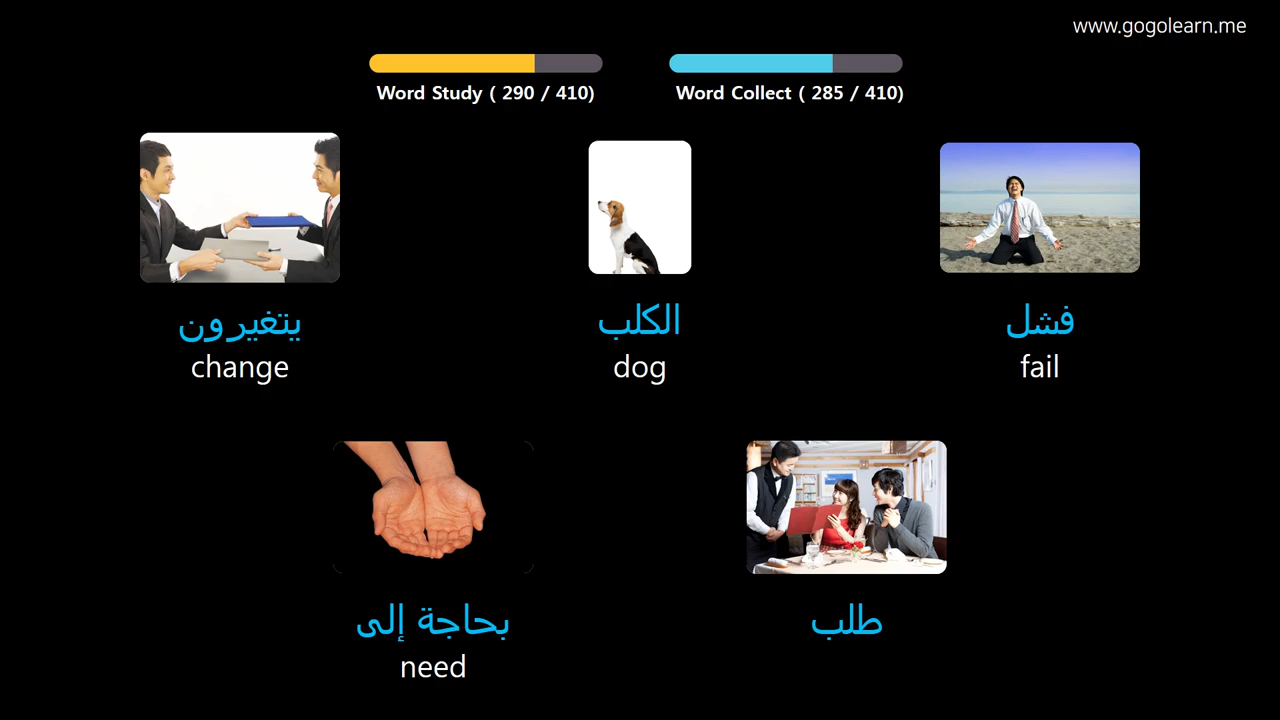 www.gogolearn.me
Word Study ( 290 / 410)
Word Collect ( 285 / 410)
يتغيرون
change
الكلب
dog
فشل
fail
بحاجة إلى
need
طلب